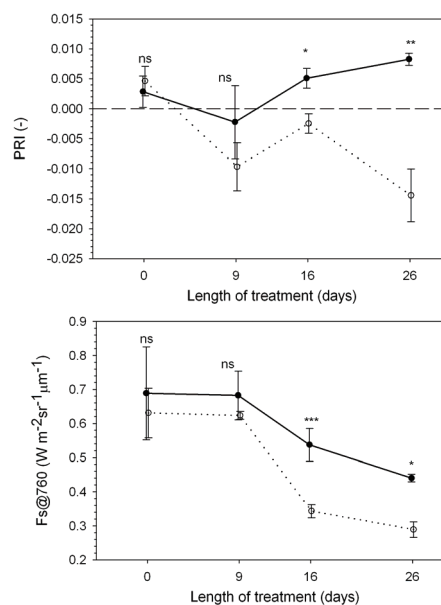 0.015
0.010
0.005
0.000
-0.005
-0.010
-0.015
-0.020
-0.025
PRI (-)
ns
ns
*
**
0 9 16 26
Length of treatment (days)
0.9
0.8
0.7
0.6
0.5
0.4
0.3
0.2
Fs@760 (W m-2sr-1µm-1)
ns
ns
***
*
0 9 16 26
Length of treatment (days)